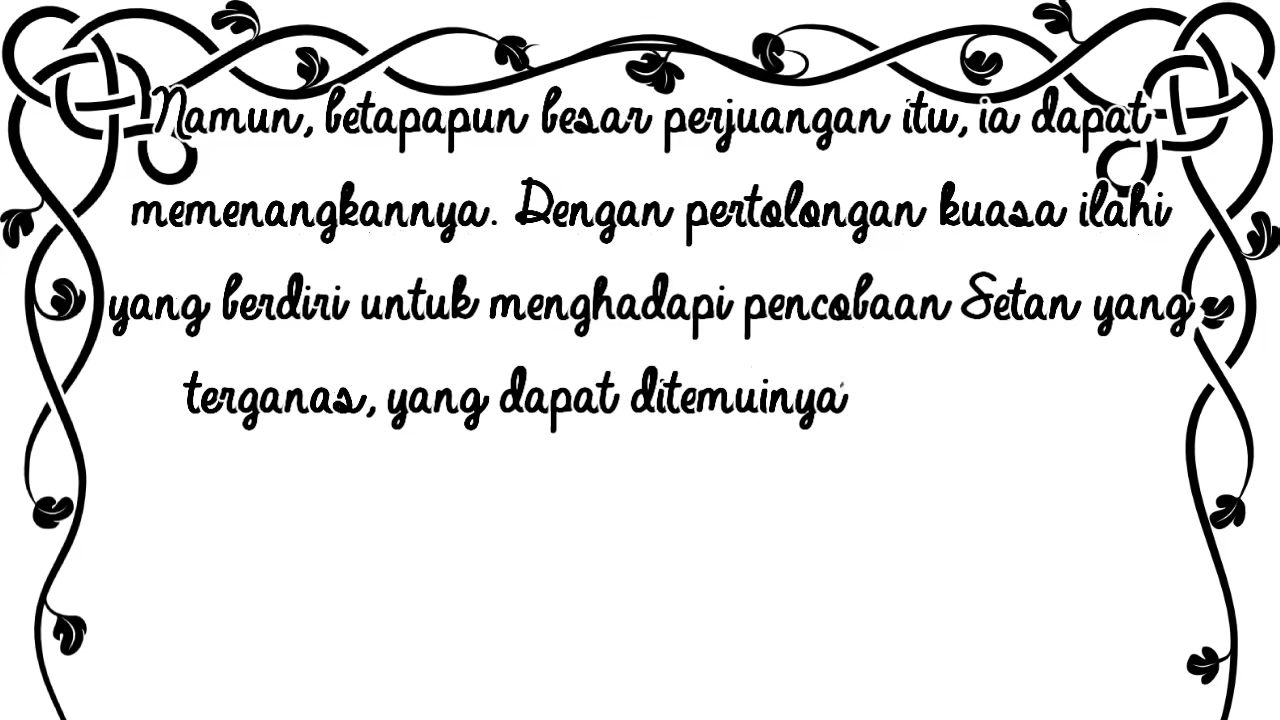 Namun, betapapun besar perjuangan itu, ia dapat
memenangkannya. Dengan pertolongan kuasa ilahi
yang berdiri untuk menghadapi pencobaan Setan yang
terganas, yang dapat ditemuinya